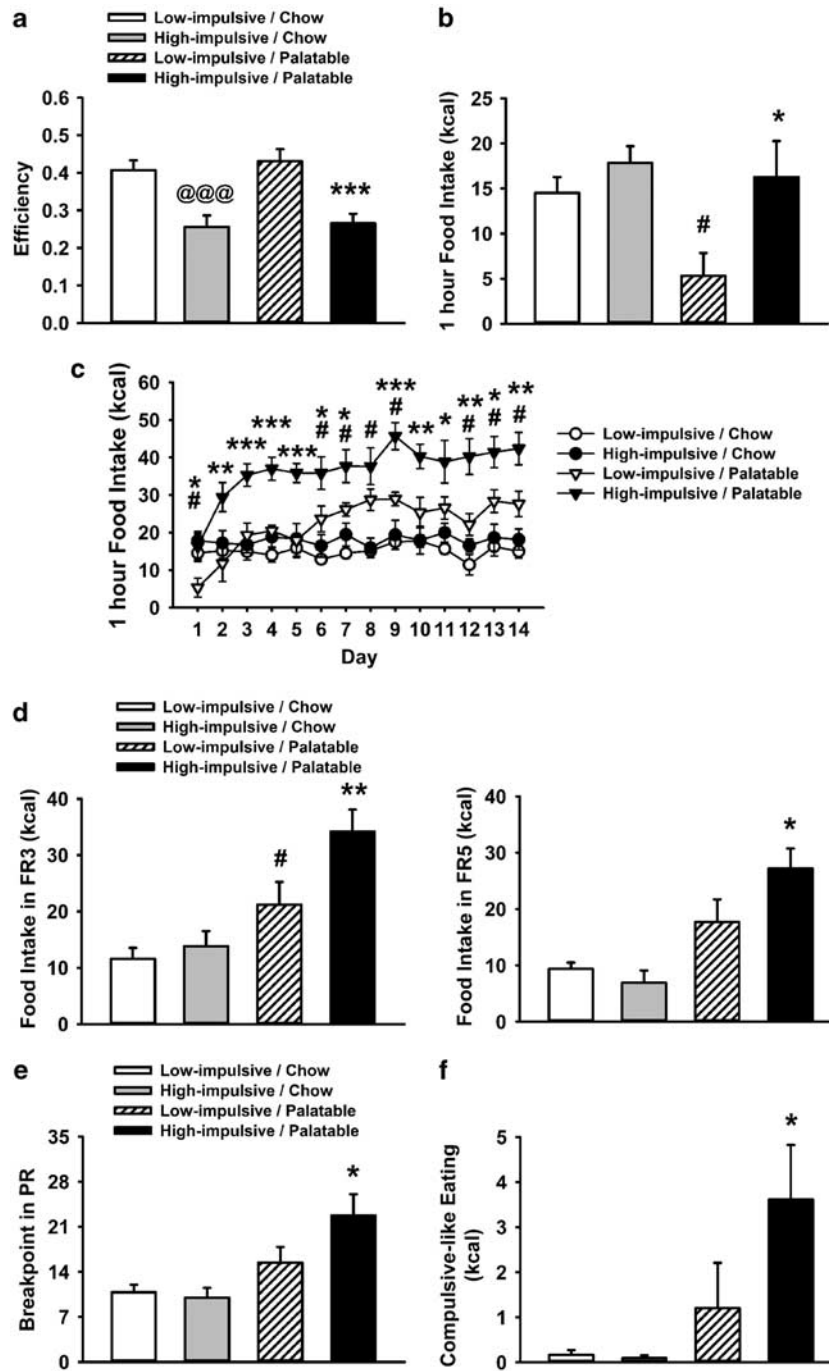 a
Low-impulsive / Chow
High-impulsive / Chow
Low-impulsive / Palatable
High-impulsive / Palatable
Efficiency
0.6
0.5
0.4
0.3
0.2
0.1
0.0
@@@
***
b
1 hour Food Intake (kcal)
25
20
15
10
5
0
#
*
c
1 hour Food Intake (kcal)
60
50
40
30
20
10
0
* ** *** *** *** * * # *** ** * ** * **
# # # # # # #
1 2 3 4 5 6 7 8 9 10 11 12 13 14
Day
Low-impulsive / Chow
High-impulsive / Chow
Low-impulsive / Palatable
High-impulsive / Palatable
d
Low-impulsive / Chow
High-impulsive / Chow
Low-impulsive / Palatable
High-impulsive / Palatable
Food Intake in FR3 (kcal)
40
30
20
10
0
#
**
Food Intake in FR5 (kcal)
40
30
20
10
0
*
e
Low-impulsive / Chow
High-impulsive / Chow
Low-impulsive / Palatable
High-impulsive / Palatable
Breakpoint in PR
35
28
21
14
7
0
*
f
Compulsive-like Eating
(kcal)
5
4
3
2
1
0
*